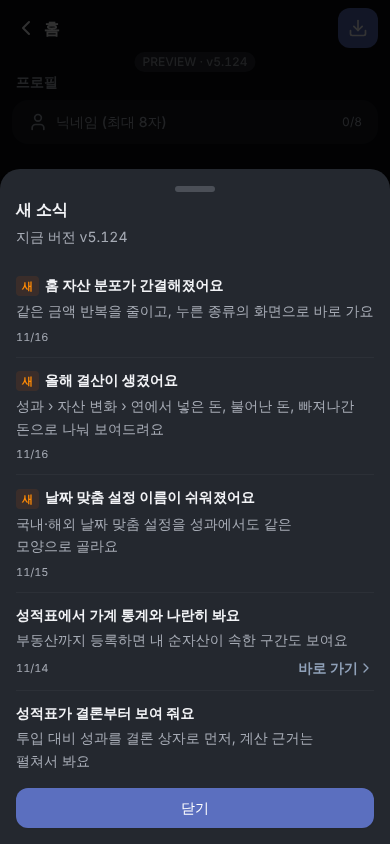 홈
PREVIEW · v5.124
프로필
닉네임 (최대 8자)
0/8
새 소식
지금 버전 v5.124
새 홈 자산 분포가 간결해졌어요
같은 금액 반복을 줄이고, 누른 종류의 화면으로 바로 가요
11/16
새 올해 결산이 생겼어요
성과 › 자산 변화 › 연에서 넣은 돈, 불어난 돈, 빠져나간
돈으로 나눠 보여드려요
11/16
새 날짜 맞춤 설정 이름이 쉬워졌어요
국내·해외 날짜 맞춤 설정을 성과에서도 같은
모양으로 골라요
11/15
성적표에서 가계 통계와 나란히 봐요
부동산까지 등록하면 내 순자산이 속한 구간도 보여요
11/14
바로 가기
성적표가 결론부터 보여 줘요
투입 대비 성과를 결론 상자로 먼저, 계산 근거는
펼쳐서 봐요
닫기